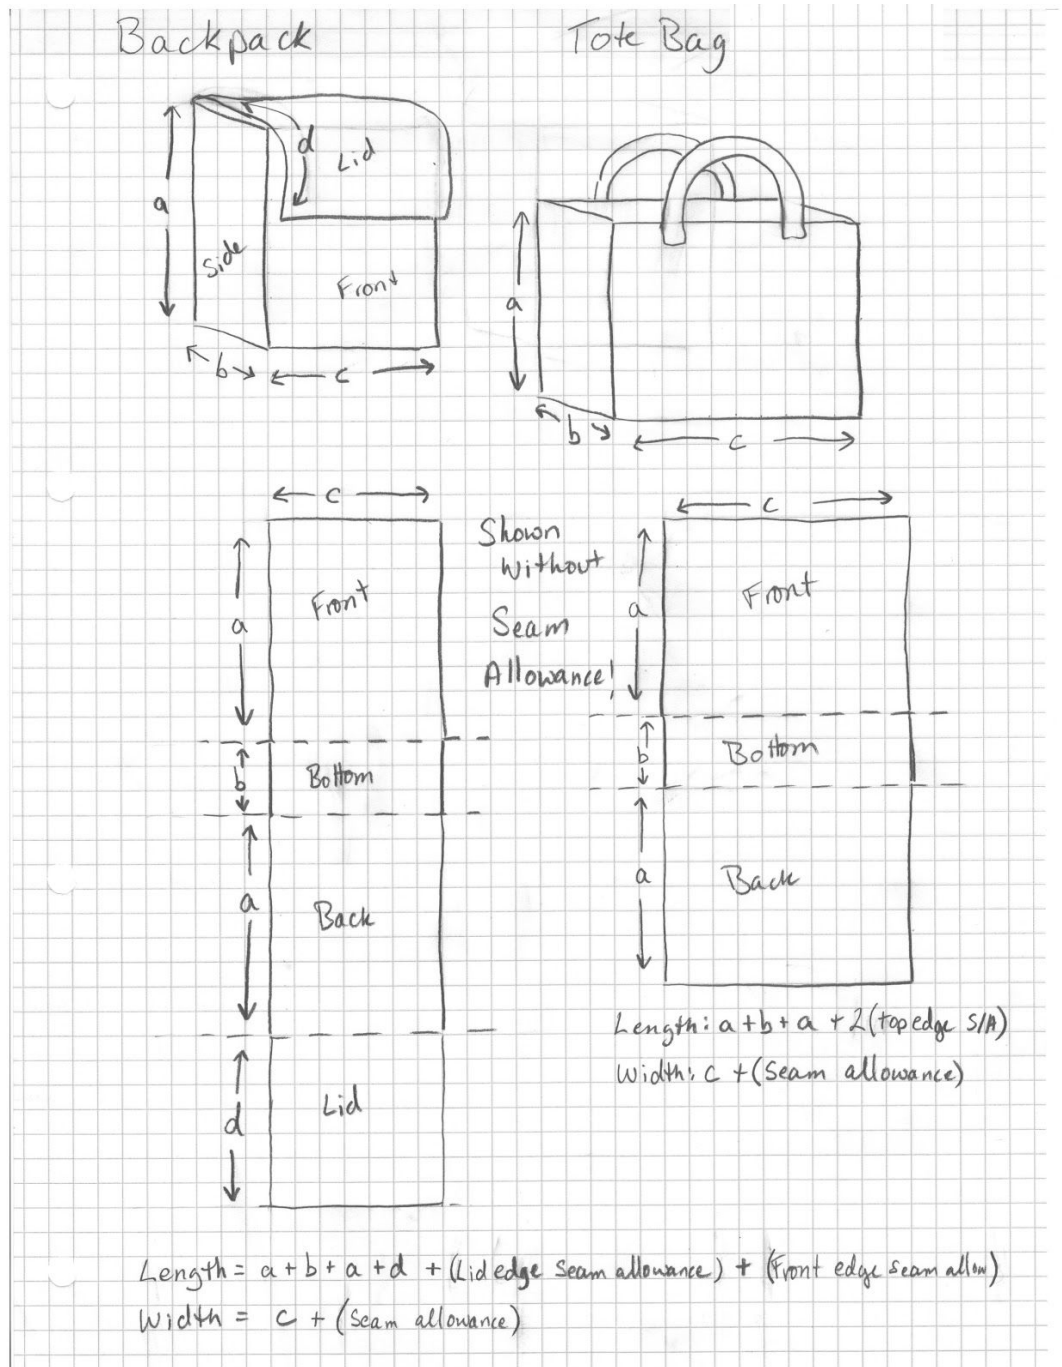 Backpack
a
d
Lid
Side
Front
b
c
Tote Bag
a
b
c
c
a
Front
b
Bottom
a
Back
d
Lid
Length = a + b + a + d + (Lid edge seam allowance) + (Front edge seam allow)
Width = c + (Seam allowance)
Shown
Without
Seam
Allowance!
c
a
Front
b
Bottom
a
Back
Length: a + b + a + 2 (top edge S/A)
Width: c + (Seam allowance)